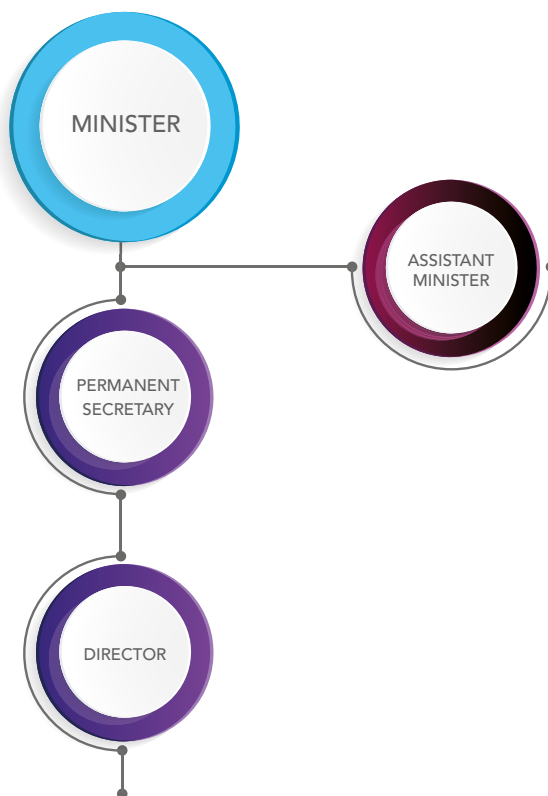 MINISTER
ASSISTANT
MINISTER
PERMANENT
SECRETARY
DIRECTOR